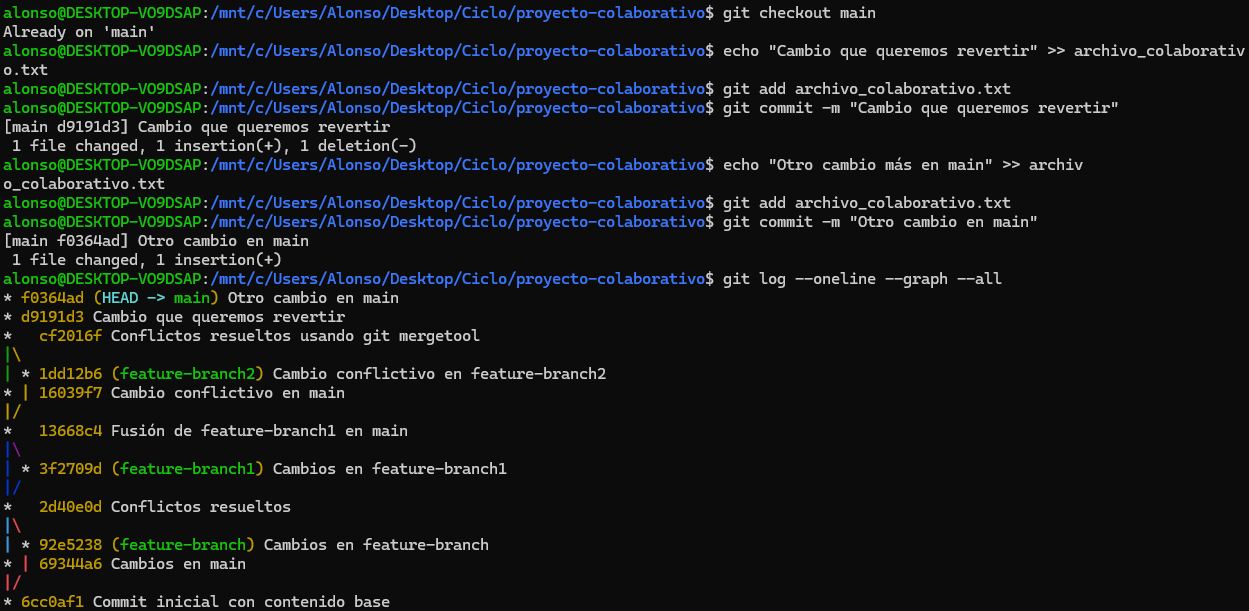 alonso@DESKTOP-VO9DSAP:/mnt/c/Users/Alonso/Desktop/Ciclo/proyecto-colaborativo$ git checkout main
Already on 'main'
alonso@DESKTOP-VO9DSAP:/mnt/c/Users/Alonso/Desktop/Ciclo/proyecto-colaborativo$ echo "Cambio que queremos revertir" >> archivo_colaborativ
o.txt
alonso@DESKTOP-VO9DSAP:/mnt/c/Users/Alonso/Desktop/Ciclo/proyecto-colaborativo$ git add archivo_colaborativo.txt
alonso@DESKTOP-VO9DSAP:/mnt/c/Users/Alonso/Desktop/Ciclo/proyecto-colaborativo$ git commit -m "Cambio que queremos revertir"
[main d9191d3] Cambio que queremos revertir
 1 file changed, 1 insertion(+), 1 deletion(-)
alonso@DESKTOP-VO9DSAP:/mnt/c/Users/Alonso/Desktop/Ciclo/proyecto-colaborativo$ echo "Otro cambio más en main" >> archiv
o_colaborativo.txt
alonso@DESKTOP-VO9DSAP:/mnt/c/Users/Alonso/Desktop/Ciclo/proyecto-colaborativo$ git add archivo_colaborativo.txt
alonso@DESKTOP-VO9DSAP:/mnt/c/Users/Alonso/Desktop/Ciclo/proyecto-colaborativo$ git commit -m "Otro cambio en main"
[main f0364ad] Otro cambio en main
 1 file changed, 1 insertion(+)
alonso@DESKTOP-VO9DSAP:/mnt/c/Users/Alonso/Desktop/Ciclo/proyecto-colaborativo$ git log --oneline --graph --all
* f0364ad (HEAD -> main) Otro cambio en main
* d9191d3 Cambio que queremos revertir
*   cf2016f Conflictos resueltos usando git mergetool
|\
| * 1dd12b6 (feature-branch2) Cambio conflictivo en feature-branch2
* | 16039f7 Cambio conflictivo en main
|/
*   13668c4 Fusión de feature-branch1 en main
|\
| * 3f2709d (feature-branch1) Cambios en feature-branch1
|/
*   2d40e0d Conflictos resueltos
|\
| * 92e5238 (feature-branch) Cambios en feature-branch
* | 69344a6 Cambios en main
|/
* 6cc0af1 Commit inicial con contenido base